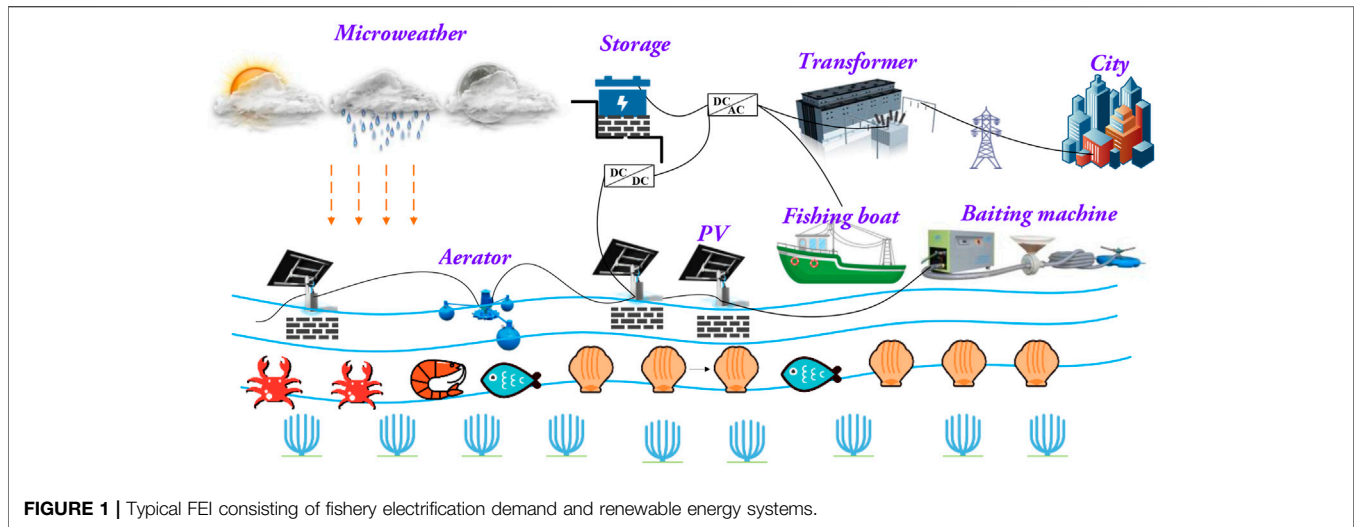 Microweather
Storage
Transformer
City
DC
AC
DC
DC
Fishing boat
Baiting machine
PV
Aerator
FIGURE 1 | Typical FEI consisting of fishery electrification demand and renewable energy systems.